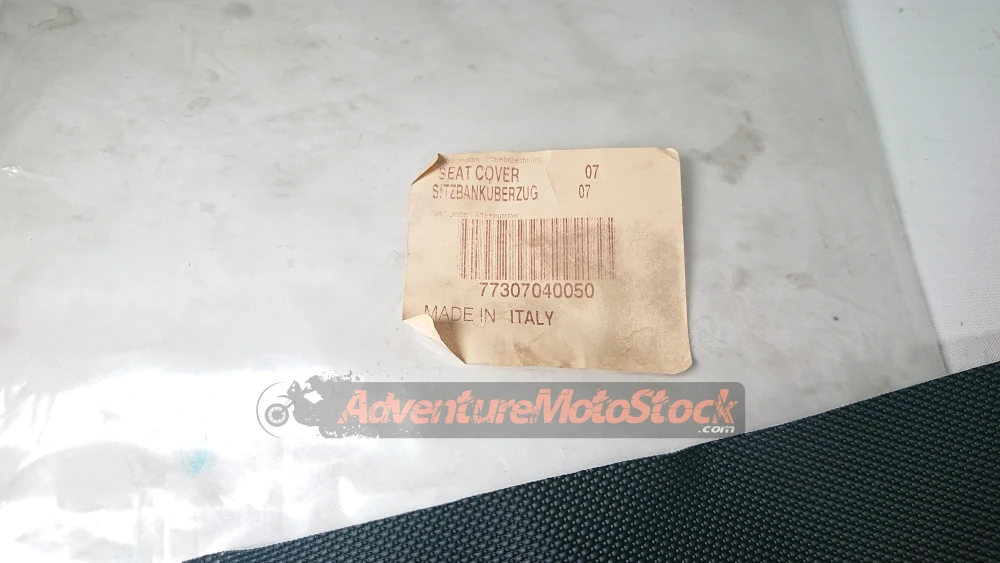 SEAT COVER 07
SITZBANKUBERZUG 07
77307040050
MADE IN ITALY
AdventureMotoStock
.com